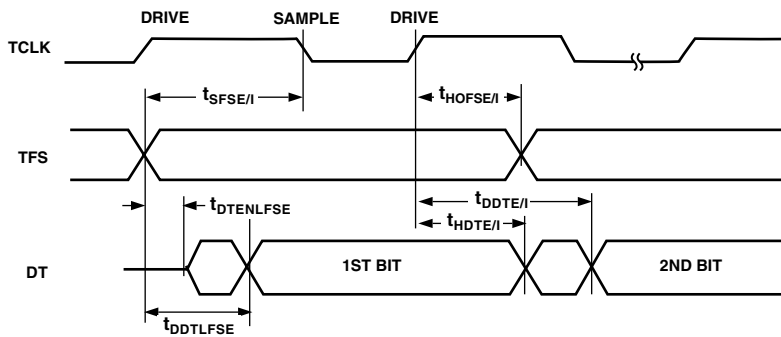 DRIVE SAMPLE DRIVE
TCLK
tSFSE/I tHOFSE/I
TFS
tDDTE/I
tDTENLFSE
tHDTE/I
DT 1ST BIT 2ND BIT
tDDTLFSE